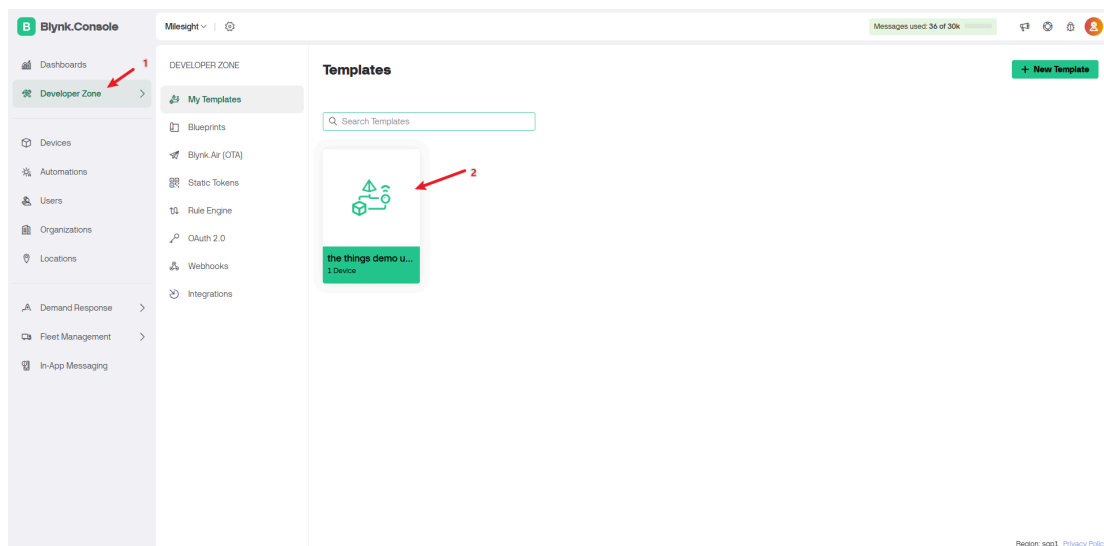 B Blynk.Console
Milesight
Messages used: 36 of 30k
Dashboards
1
Developer Zone
Devices
Automations
Users
Organizations
Locations
Demand Response
Fleet Management
In-App Messaging
DEVELOPER ZONE
My Templates
Blueprints
Blynk.Air (OTA)
Static Tokens
Rule Engine
OAuth 2.0
Webhooks
Integrations
Templates
+ New Template
Search Templates
2
the things demo u...
1 Device
Region: sgp1 Privacy Polic